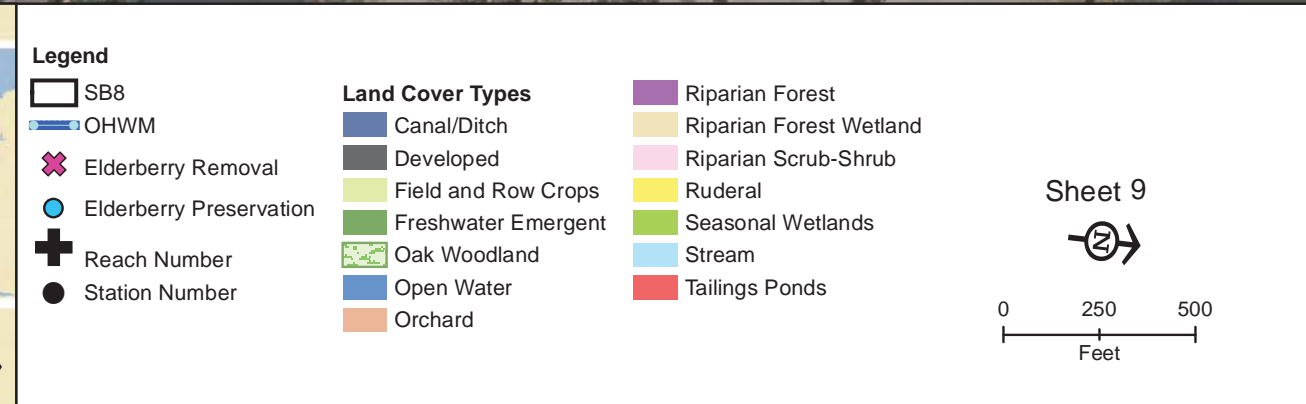 Legend
SB8
OHWM
Elderberry Removal
Elderberry Preservation
Reach Number
Station Number
Land Cover Types
Canal/Ditch
Developed
Field and Row Crops
Freshwater Emergent
Oak Woodland
Open Water
Orchard
Riparian Forest
Riparian Forest Wetland
Riparian Scrub-Shrub
Ruderal
Seasonal Wetlands
Stream
Tailings Ponds
Sheet 9
N
0 250 500
Feet